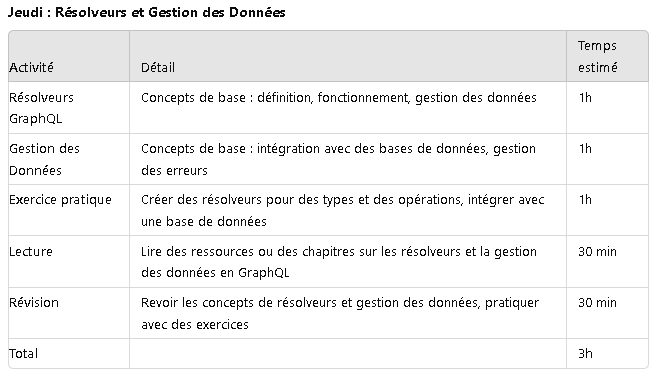 Jeudi : Résolveurs et Gestion des Données
Activité
Détail
Temps
estimé
Résolveurs
GraphQL
Concepts de base : définition, fonctionnement, gestion des données
1h
Gestion des
Données
Concepts de base : intégration avec des bases de données, gestion
des erreurs
1h
Exercice pratique
Créer des résolveurs pour des types et des opérations, intégrer avec
une base de données
1h
Lecture
Lire des ressources ou des chapitres sur les résolveurs et la gestion
des données en GraphQL
30 min
Révision
Revoir les concepts de résolveurs et gestion des données, pratiquer
avec des exercices
30 min
Total
3h